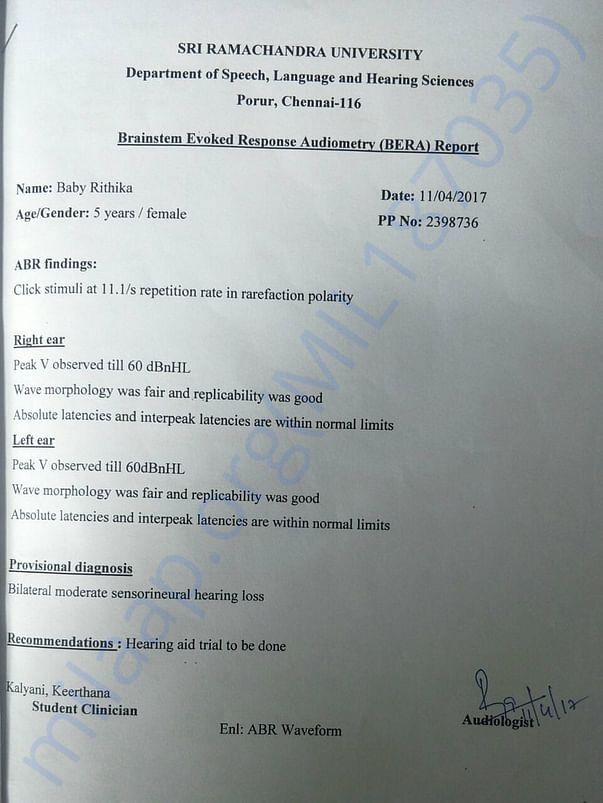 SRI RAMACHANDRA UNIVERSITY
Department of Speech, Language and Hearing Sciences
Porur, Chennai-116
Brainstem Evoked Response Audiometry (BERA) Report
Name: Baby Rithika
Date: 11/04/2017
Age/Gender: 5 years / female
PP No: 2398736
ABR findings:
Click stimuli at 11.1/s repetition rate in rarefaction polarity
Right ear
Peak V observed till 60 dBnHL
Wave morphology was fair and replicability was good
Absolute latencies and interpeak latencies are within normal limits
Left ear
Peak V observed till 60dBnHL
Wave morphology was fair and replicability was good
Absolute latencies and interpeak latencies are within normal limits
Provisional diagnosis
Bilateral moderate sensorineural hearing loss
Recommendations : Hearing aid trial to be done
Kalyani, Keerthana
Student Clinician
11/4/17
Audiologist
Enl: ABR Waveform
milaap.org(MIL187035)